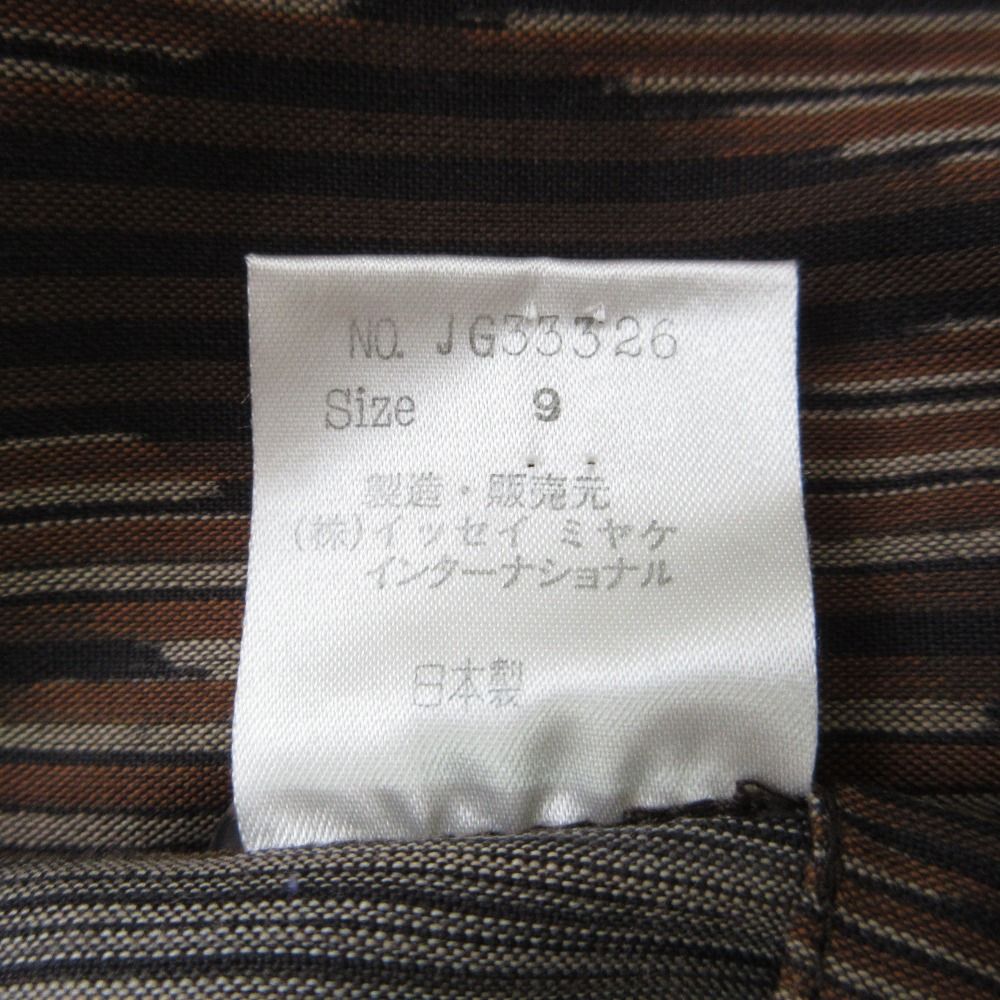 NO. JG33326
Size 9
製造・販売元
(株)イッセイ ミヤケ
インターナショナル
日本製